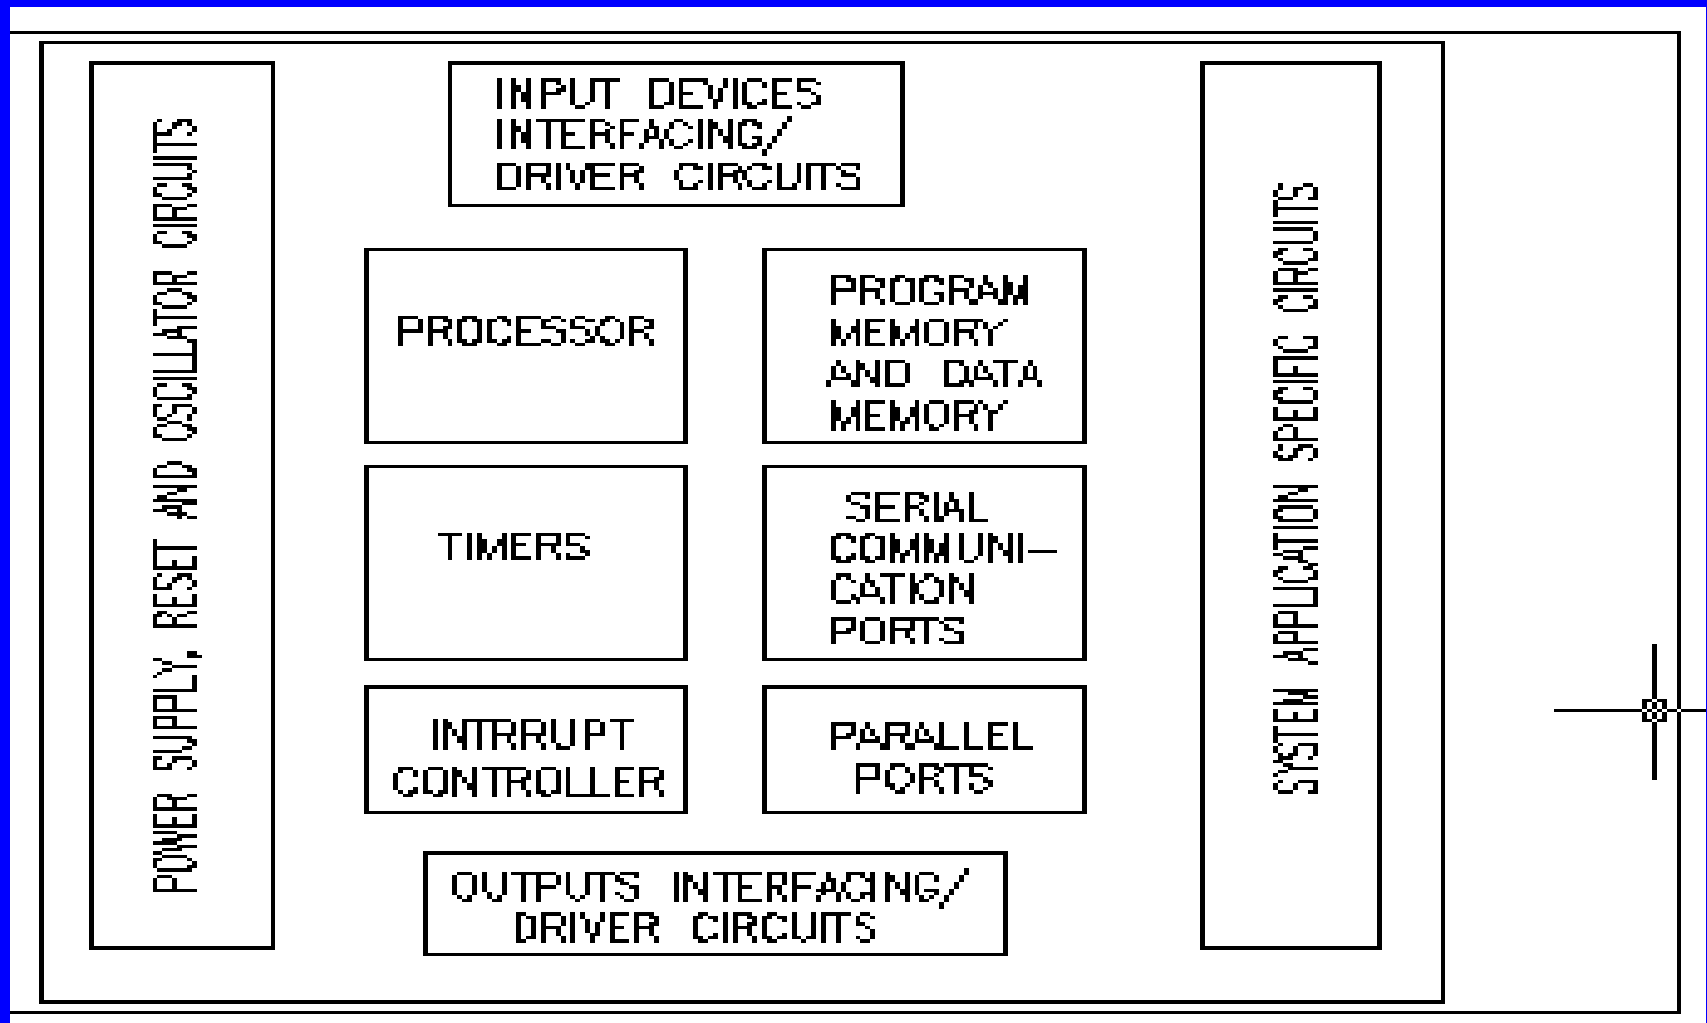 POWER SUPPLY, RESET AND OSCILLATOR CIRCUITS
INPUT DEVICES
INTERFACING/
DRIVER CIRCUITS
PROCESSOR
PROGRAM
MEMORY
AND DATA
MEMORY
TIMERS
SERIAL
COMMUNI-
CATION
PORTS
INTRRUPT
CONTROLLER
PARALLEL
PORTS
OUTPUTS INTERFACING/
DRIVER CIRCUITS
SYSTEM APPLICATION SPECIFIC CIRCUITS